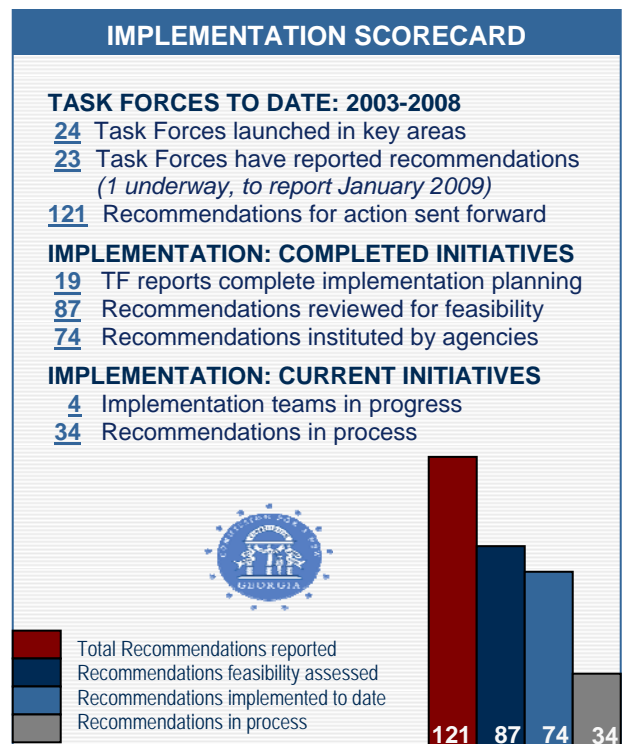 IMPLEMENTATION SCORECARD
TASK FORCES TO DATE: 2003-2008
24 Task Forces launched in key areas
23 Task Forces have reported recommendations
(1 underway, to report January 2009)
121 Recommendations for action sent forward
IMPLEMENTATION: COMPLETED INITIATIVES
19 TF reports complete implementation planning
87 Recommendations reviewed for feasibility
74 Recommendations instituted by agencies
IMPLEMENTATION: CURRENT INITIATIVES
4 Implementation teams in progress
34 Recommendations in process
COMMISSION FOR A NEW
GEORGIA
Total Recommendations reported
Recommendations feasibility assessed
Recommendations implemented to date
Recommendations in process
121 87 74 34